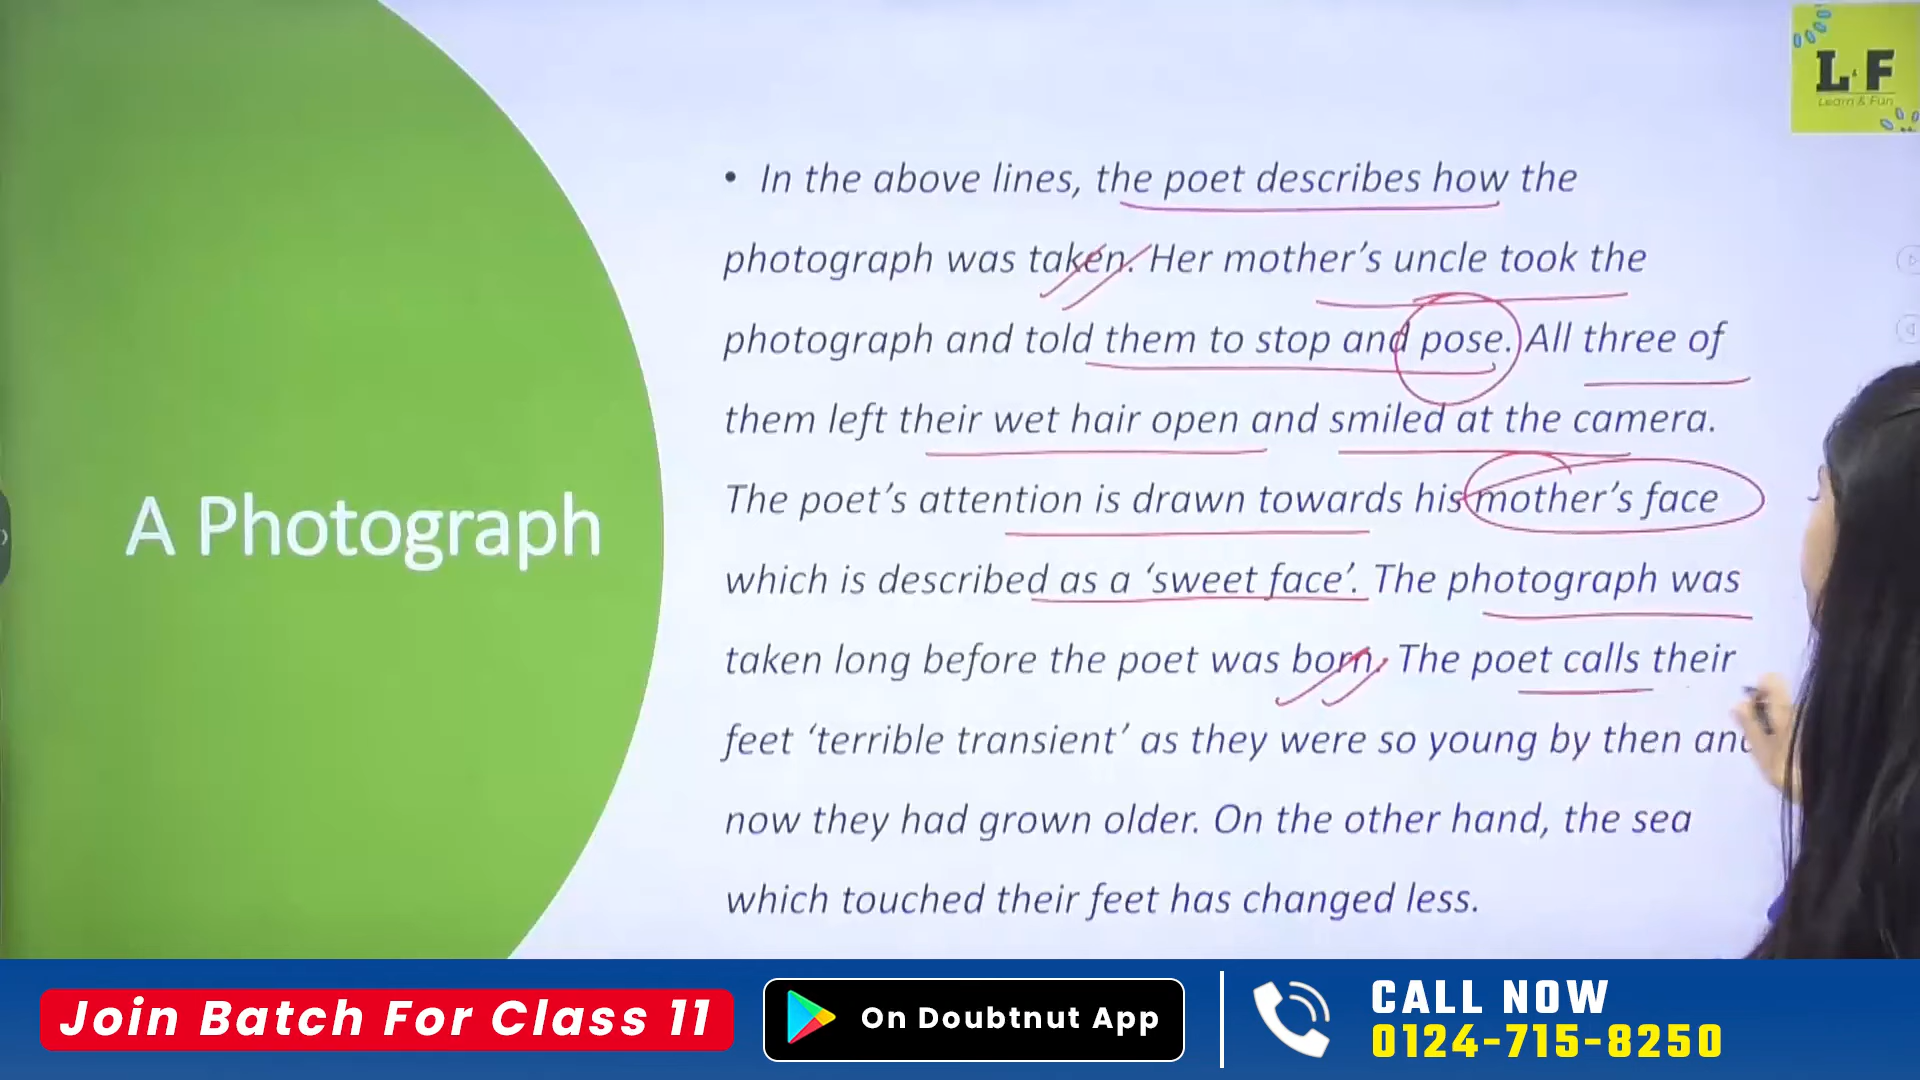 L&F
Learn & Fun
• In the above lines, the poet describes how the
photograph was taken. Her mother's uncle took the
photograph and told them to stop and pose. All three of
them left their wet hair open and smiled at the camera.
The poet's attention is drawn towards his mother's face
which is described as a 'sweet face'. The photograph was
taken long before the poet was born. The poet calls their
feet 'terrible transient' as they were so young by then and
now they had grown older. On the other hand, the sea
which touched their feet has changed less.
A Photograph
Join Batch For Class 11
On Doubtnut App
CALL NOW
0124-715-8250